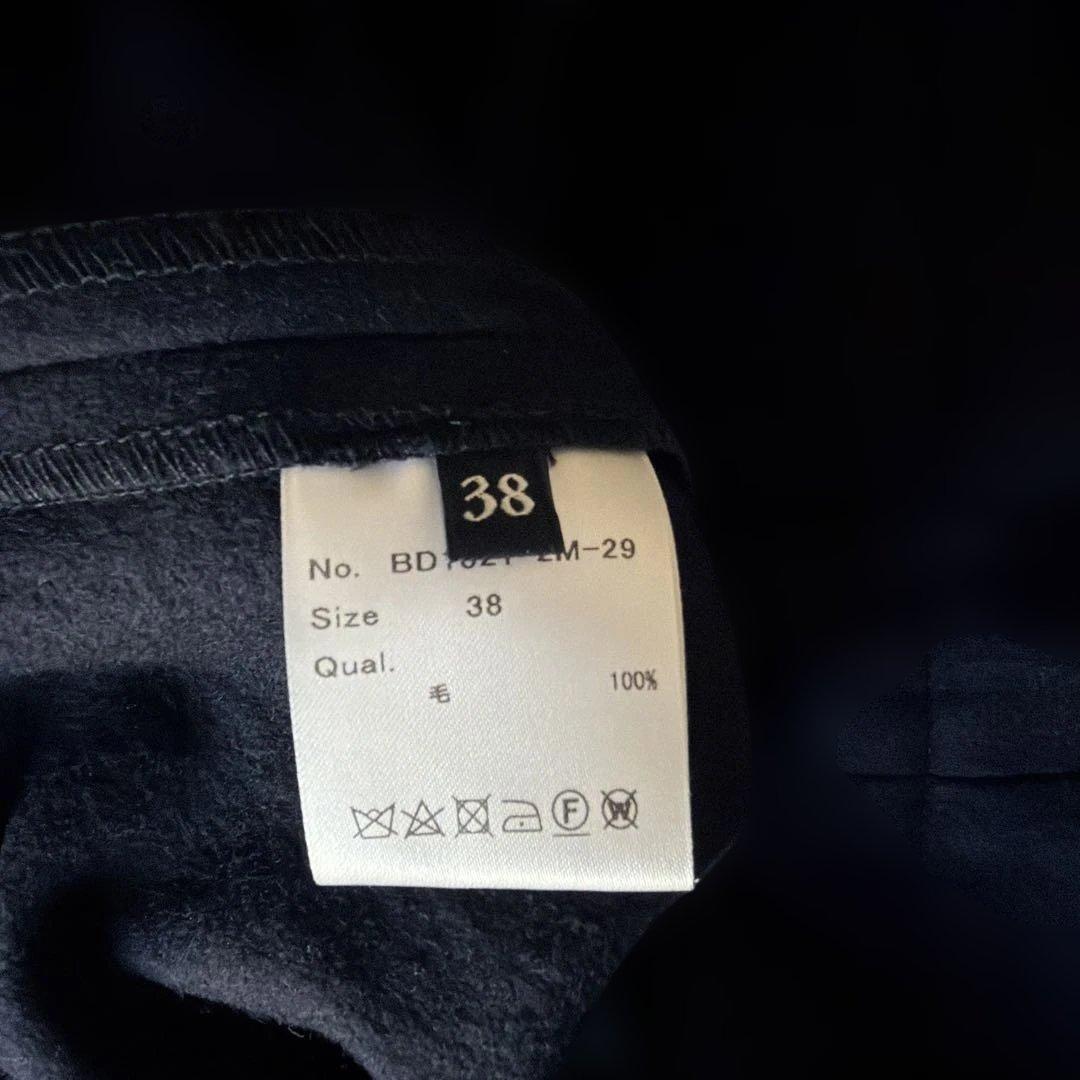 38
No.
Size 38
Qual.
毛 100%
F W